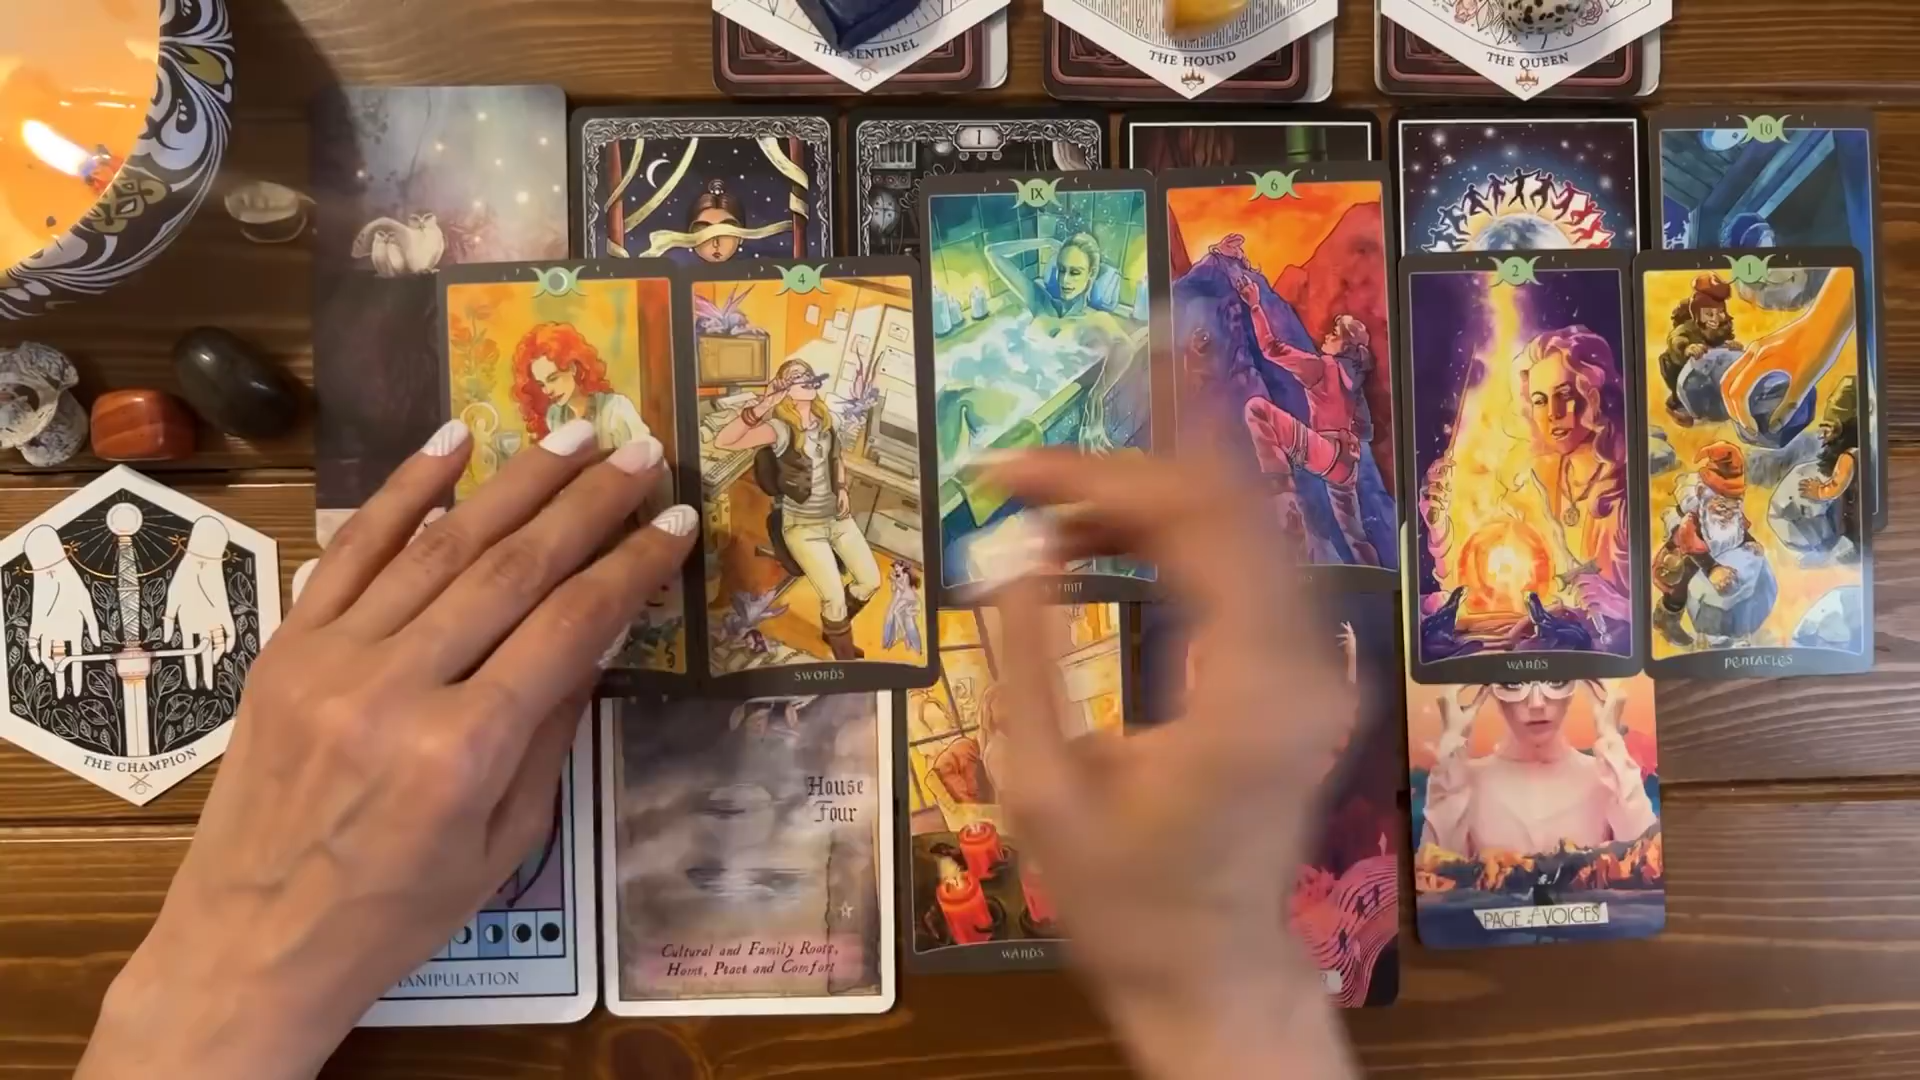 THE SENTINEL
THE HOUND
THE QUEEN
1
10
IX
6
4
2
1
SWORDS
WANDS
PENTACLES
THE CHAMPION
House
Four
Cultural and Family Roots,
Home, Peace and Comfort
WANDS
PAGE of VOICES